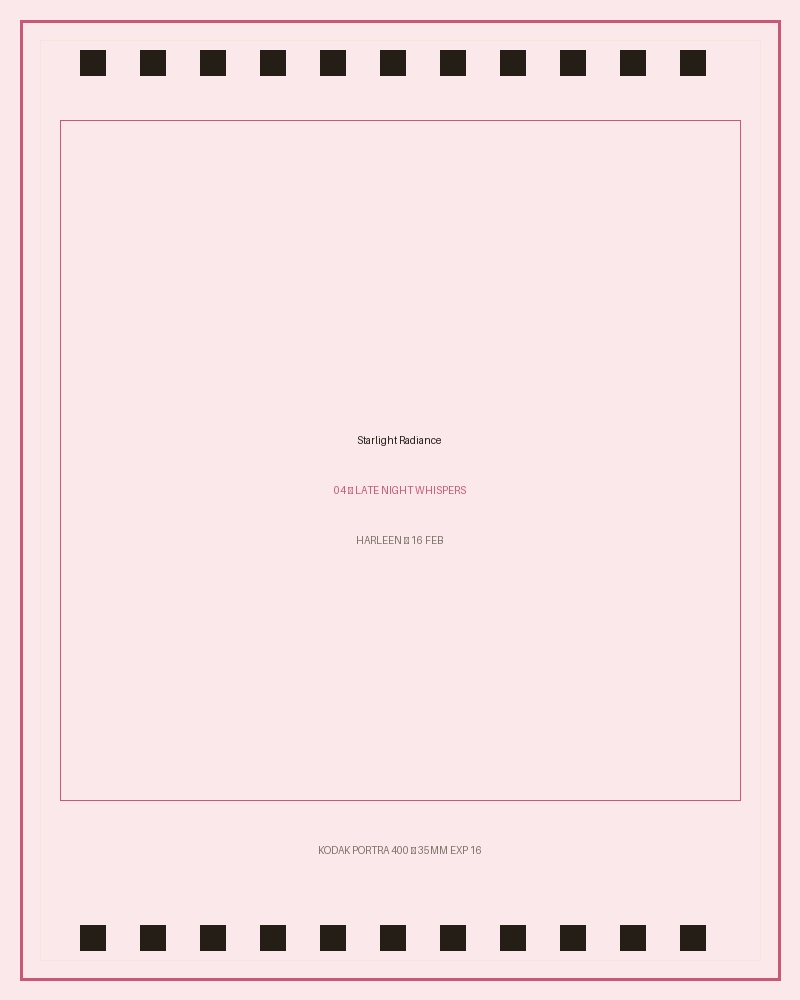 Starlight Radiance
04 ▯ LATE NIGHT WHISPERS
HARLEEN ▯ 16 FEB
KODAK PORTRA 400 ▯ 35MM EXP 16